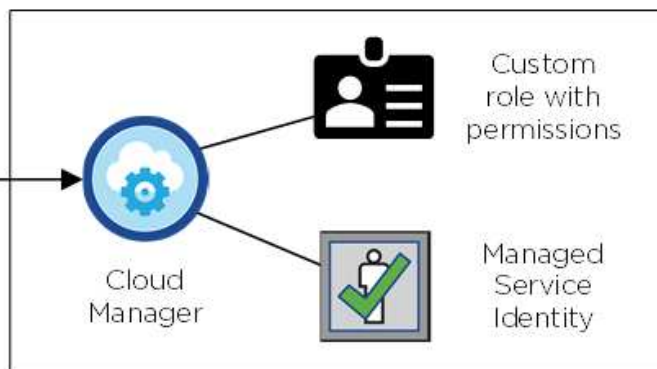 Custom
role with
permissions
Cloud
Manager
Managed
Service
Identity